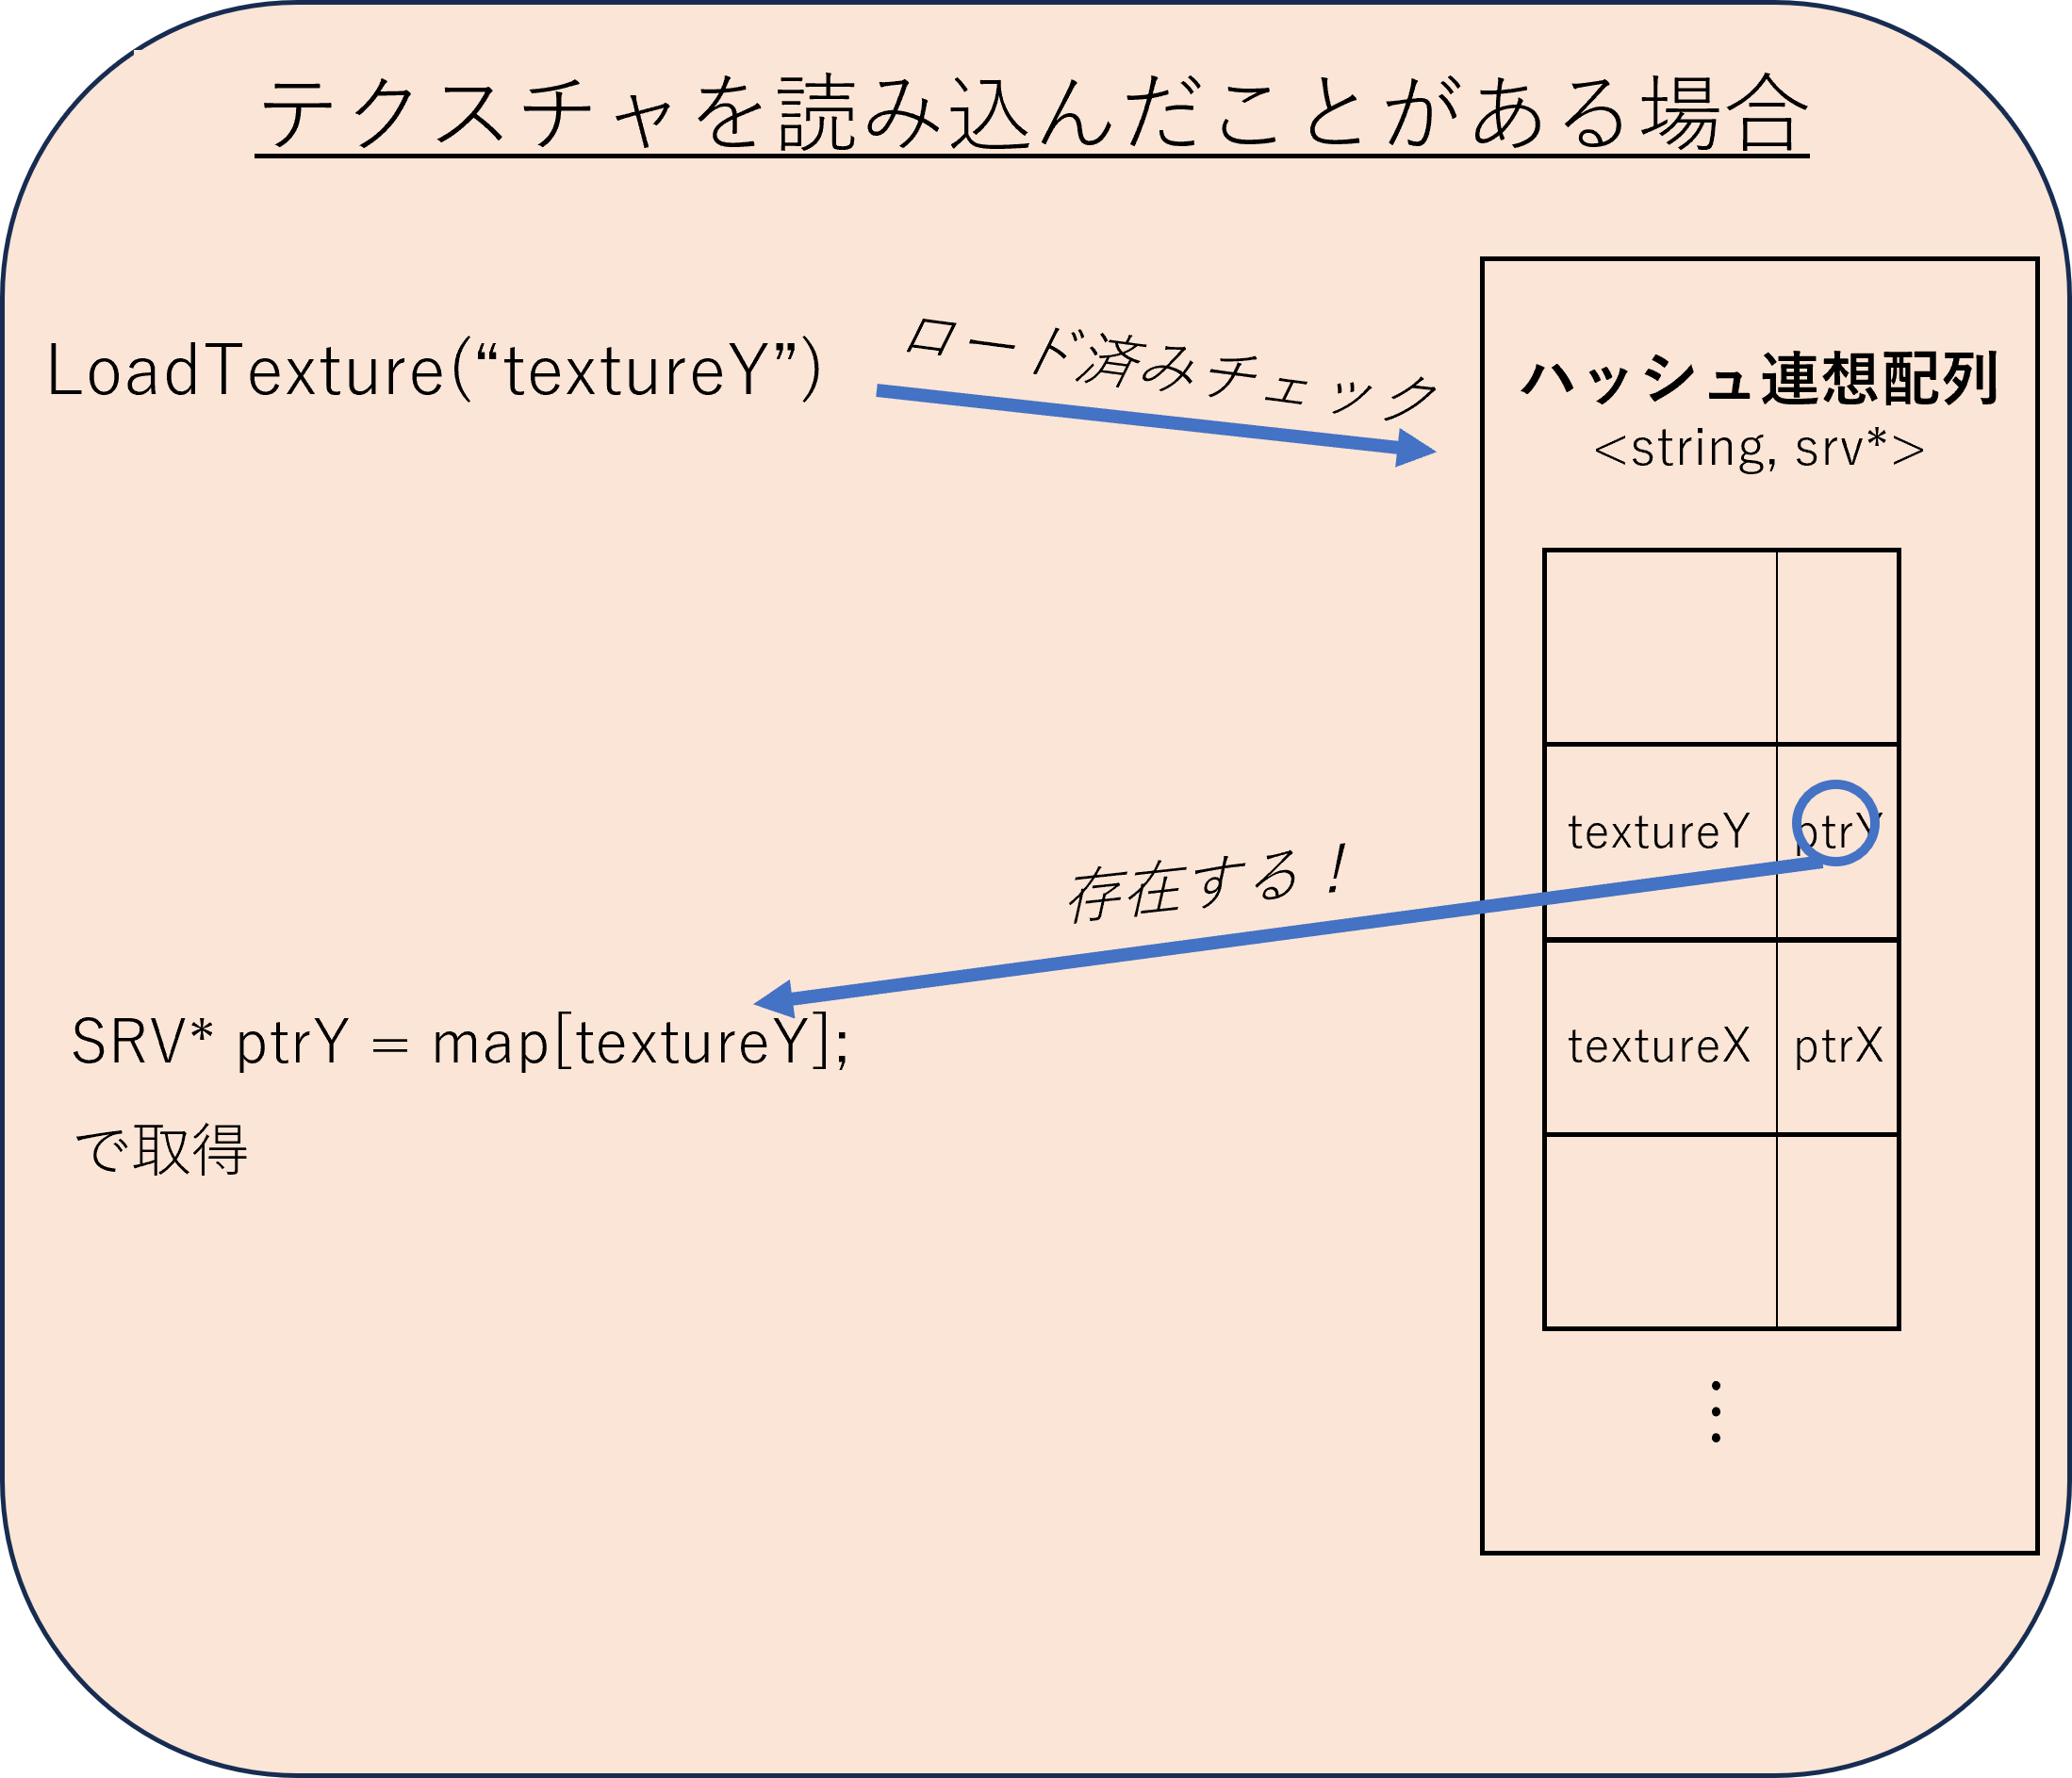 テクスチャを読み込んだことがある場合
LoadTexture(“textureY”)
ロード済みチェック
ハッシュ連想配列
<string, srv*>
textureY ptrY
存在する！
SRV* ptrY = map[textureY];
で取得
textureX ptrX
⋮